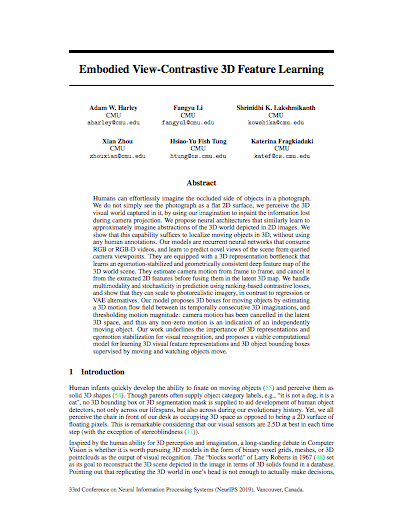 Embodied View-Contrastive 3D Feature Learning
Adam W. Harley
CMU
aharley@cmu.edu
Fangyu Li
CMU
fangyul@cmu.edu
Shrinidhi K. Lakshmikanth
CMU
kowshika@cmu.edu
Xian Zhou
CMU
zhouxian@cmu.edu
Hsiao-Yu Fish Tung
CMU
htung@cs.cmu.edu
Katerina Fragkiadaki
CMU
katef@cs.cmu.edu
Abstract
Humans can effortlessly imagine the occluded side of objects in a photograph.
We do not simply see the photograph as a flat 2D surface, we perceive the 3D
visual world captured in it, by using our imagination to inpaint the information lost
during camera projection. We propose neural architectures that similarly learn to
approximately imagine abstractions of the 3D world depicted in 2D images. We
show that this capability suffices to localize moving objects in 3D, without using
any human annotations. Our models are recurrent neural networks that consume
RGB or RGB-D videos, and learn to predict novel views of the scene from queried
camera viewpoints. They are equipped with a 3D representation bottleneck that
learns an egomotion-stabilized and geometrically consistent deep feature map of the
3D world scene. They estimate camera motion from frame to frame, and cancel it
from the extracted 2D features before fusing them in the latent 3D map. We handle
multimodality and stochasticity in prediction using ranking-based contrastive losses,
and show that they can scale to photorealistic imagery, in contrast to regression or
VAE alternatives. Our model proposes 3D boxes for moving objects by estimating
a 3D motion flow field between its temporally consecutive 3D imaginations, and
thresholding motion magnitude: camera motion has been cancelled in the latent
3D space, and thus any non-zero motion is an indication of an independently
moving object. Our work underlines the importance of 3D representations and
egomotion stabilization for visual recognition, and proposes a viable computational
model for learning 3D visual feature representations and 3D object bounding boxes
supervised by moving and watching objects move.
1 Introduction
Human infants quickly develop the ability to fixate on moving objects (55) and perceive them as
solid 3D shapes (54). Though parents often supply object category labels, e.g., “it is not a dog, it is a
cat”, no 3D bounding box or 3D segmentation mask is supplied to aid development of human object
detectors, not only across our lifespans, but also across during our evolutionary history. Yet, we all
perceive the chair in front of our desk as occupying 3D space as opposed to being a 2D surface of
floating pixels. This is remarkable considering that our visual sensors are 2.5D at best in each time
step (with the exception of stereoblindness (11)).
Inspired by the human ability for 3D perception and imagination, a long-standing debate in Computer
Vision is whether it is worth pursuing 3D models in the form of binary voxel grids, meshes, or 3D
pointclouds as the output of visual recognition. The “blocks world” of Larry Roberts in 1967 (48) set
as its goal to reconstruct the 3D scene depicted in the image in terms of 3D solids found in a database.
Pointing out that replicating the 3D world in one's head is not enough to actually make decisions,
33rd Conference on Neural Information Processing Systems (NeurIPS 2019), Vancouver, Canada.